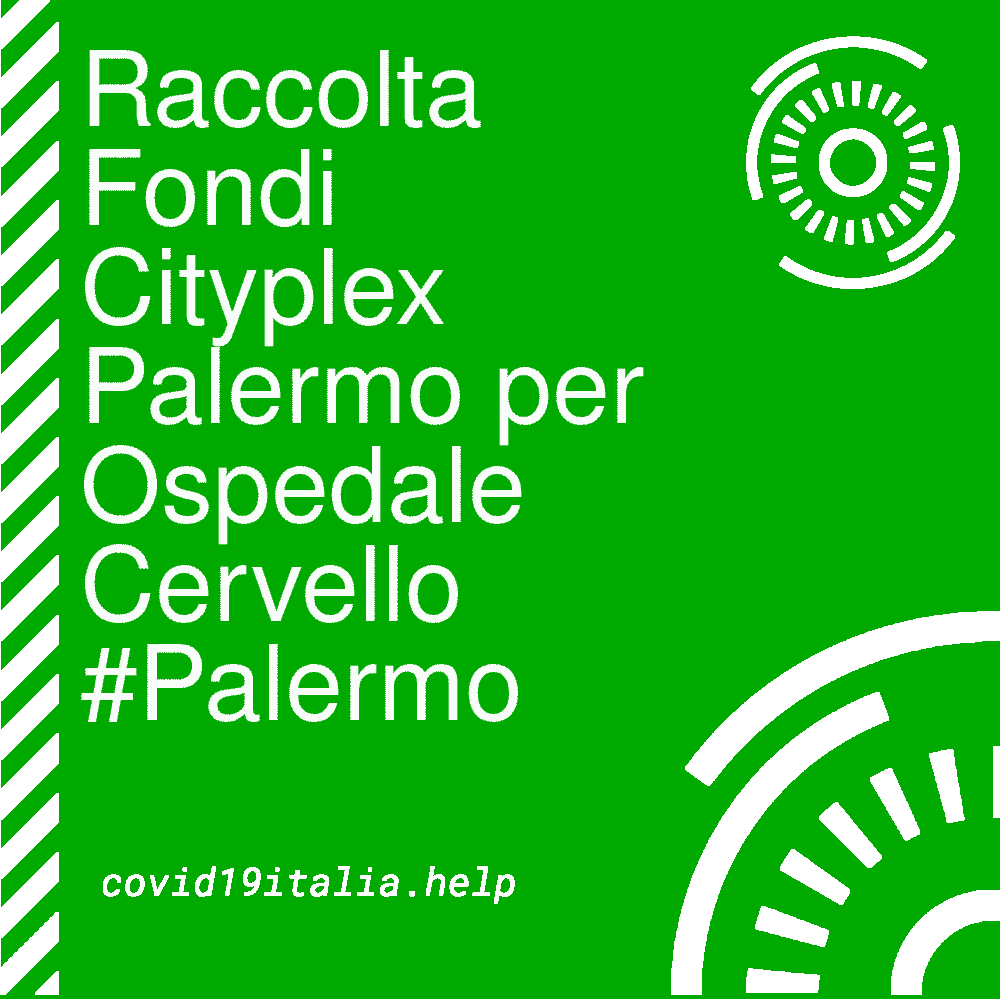 Raccolta
Fondi
Cityplex
Palermo per
Ospedale
Cervello
#Palermo
covid19italia.help